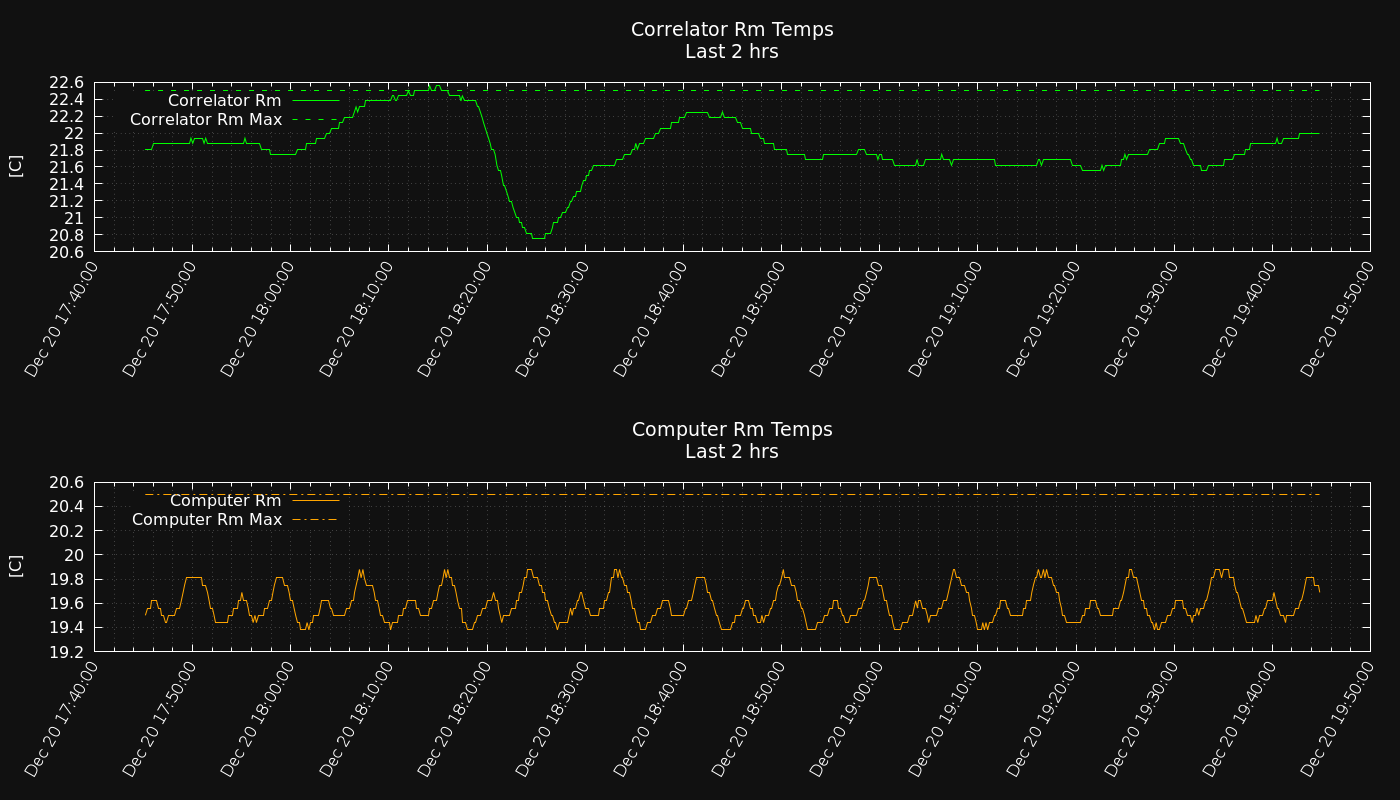 Correlator Rm Temps
Last 2 hrs
22.6
22.4
22.2
22
21.8
21.6
21.4
21.2
21
20.8
20.6
[C]
Correlator Rm
Correlator Rm Max
Dec 20 17:40:00
Dec 20 17:50:00
Dec 20 18:00:00
Dec 20 18:10:00
Dec 20 18:20:00
Dec 20 18:30:00
Dec 20 18:40:00
Dec 20 18:50:00
Dec 20 19:00:00
Dec 20 19:10:00
Dec 20 19:20:00
Dec 20 19:30:00
Dec 20 19:40:00
Dec 20 19:50:00
Computer Rm Temps
Last 2 hrs
20.6
20.4
20.2
20
19.8
19.6
19.4
19.2
[C]
Computer Rm
Computer Rm Max
Dec 20 17:40:00
Dec 20 17:50:00
Dec 20 18:00:00
Dec 20 18:10:00
Dec 20 18:20:00
Dec 20 18:30:00
Dec 20 18:40:00
Dec 20 18:50:00
Dec 20 19:00:00
Dec 20 19:10:00
Dec 20 19:20:00
Dec 20 19:30:00
Dec 20 19:40:00
Dec 20 19:50:00